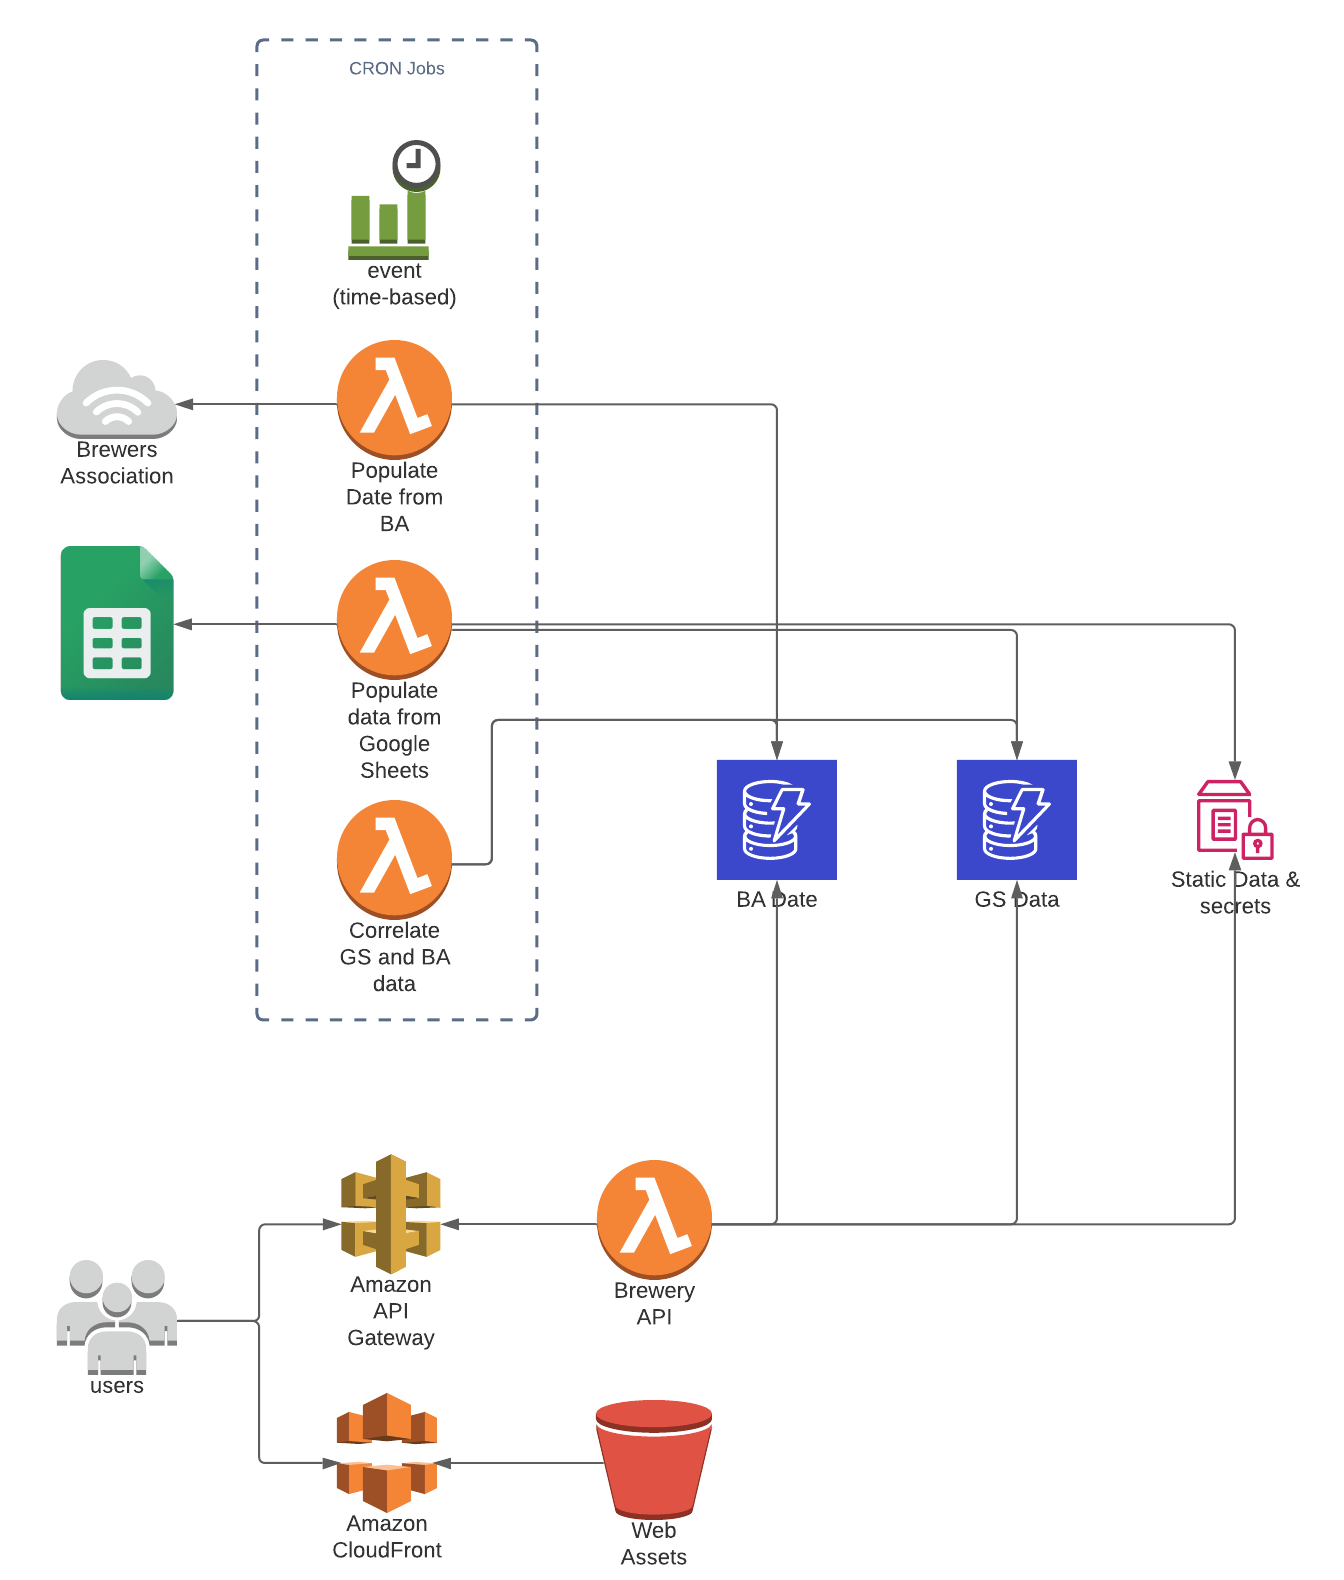 CRON Jobs
event
(time-based)
Brewers
Association
Populate
Date from
BA
Populate
data from
Google
Sheets
Correlate
GS and BA
data
BA Date
GS Data
Static Data &
secrets
Amazon
API
Gateway
Brewery
API
users
Amazon
CloudFront
Web
Assets